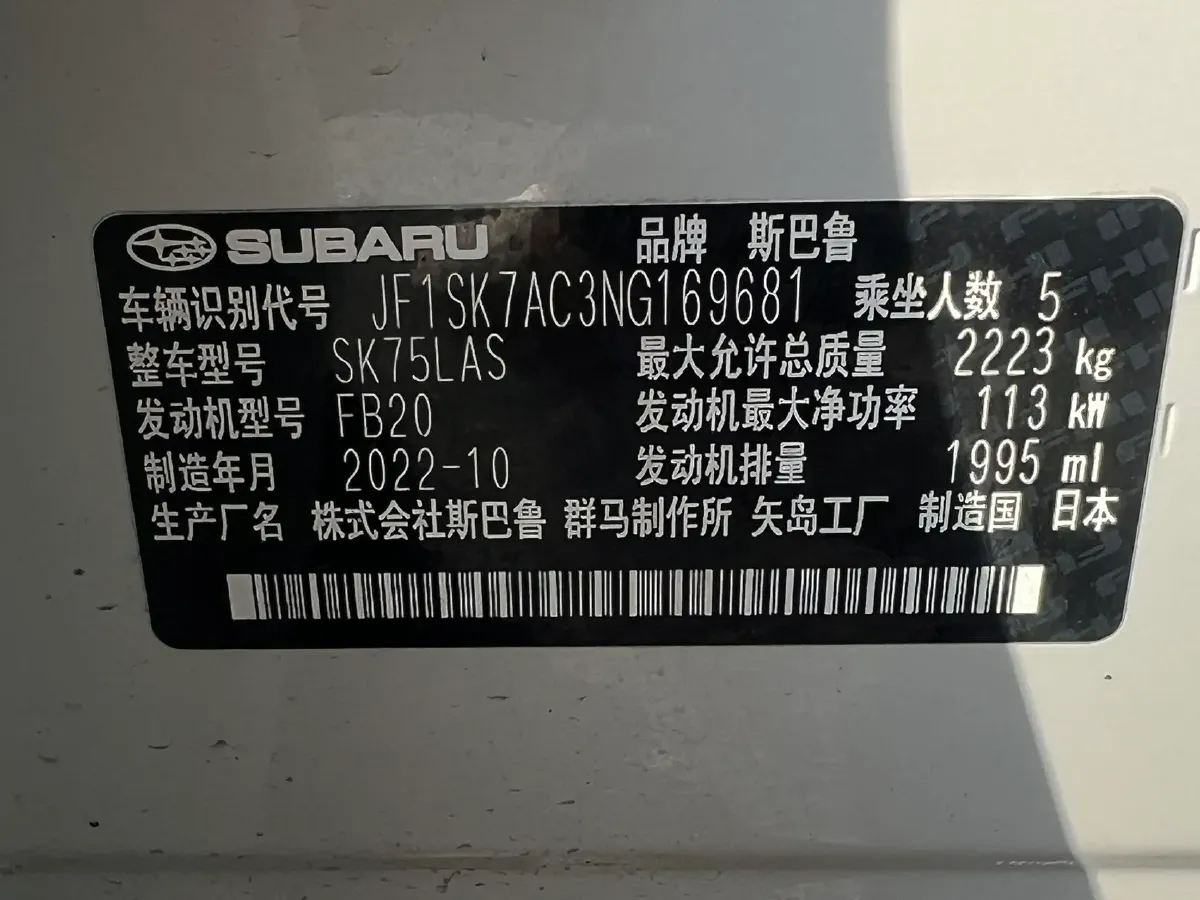 SUBARU 品牌 斯巴鲁
车辆识别代号 JF1SK7AC3NG169681 乘坐人数 5
整车型号 SK75LAS 最大允许总质量 2223 kg
发动机型号 FB20 发动机最大净功率 113 kW
制造年月 2022-10 发动机排量 1995 ml
生产厂名 株式会社斯巴鲁 群马制作所 矢岛工厂 制造国 日本